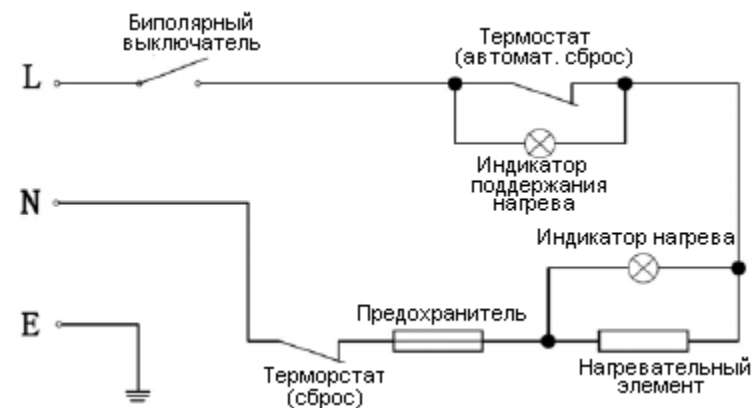 Биполярный
выключатель
Термостат
(автомат. сброс)
L
Индикатор
поддержания
нагрева
N
Индикатор нагрева
E
Предохранитель
Терморстат
(сброс)
Нагревательный
элемент